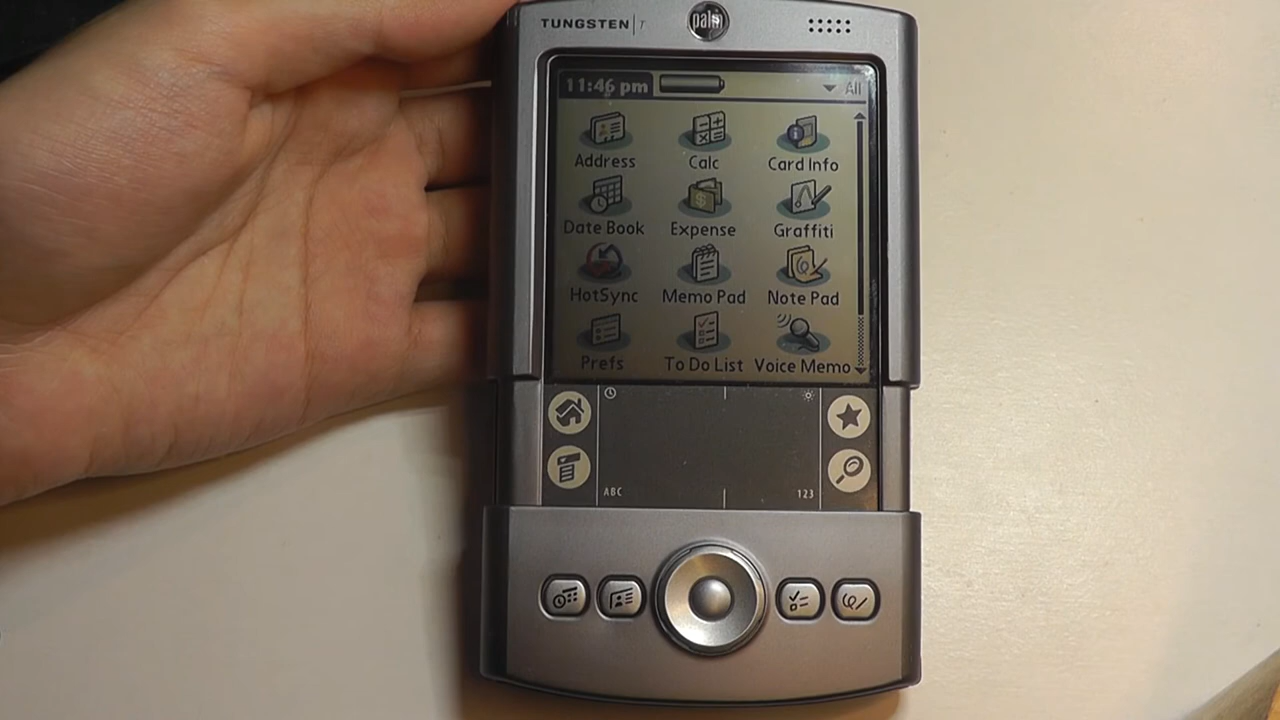 TUNGSTEN | T palm
11:46 pm All
Address Calc Card Info
Date Book Expense Graffiti
HotSync Memo Pad Note Pad
Prefs To Do List Voice Memo
ABC 123